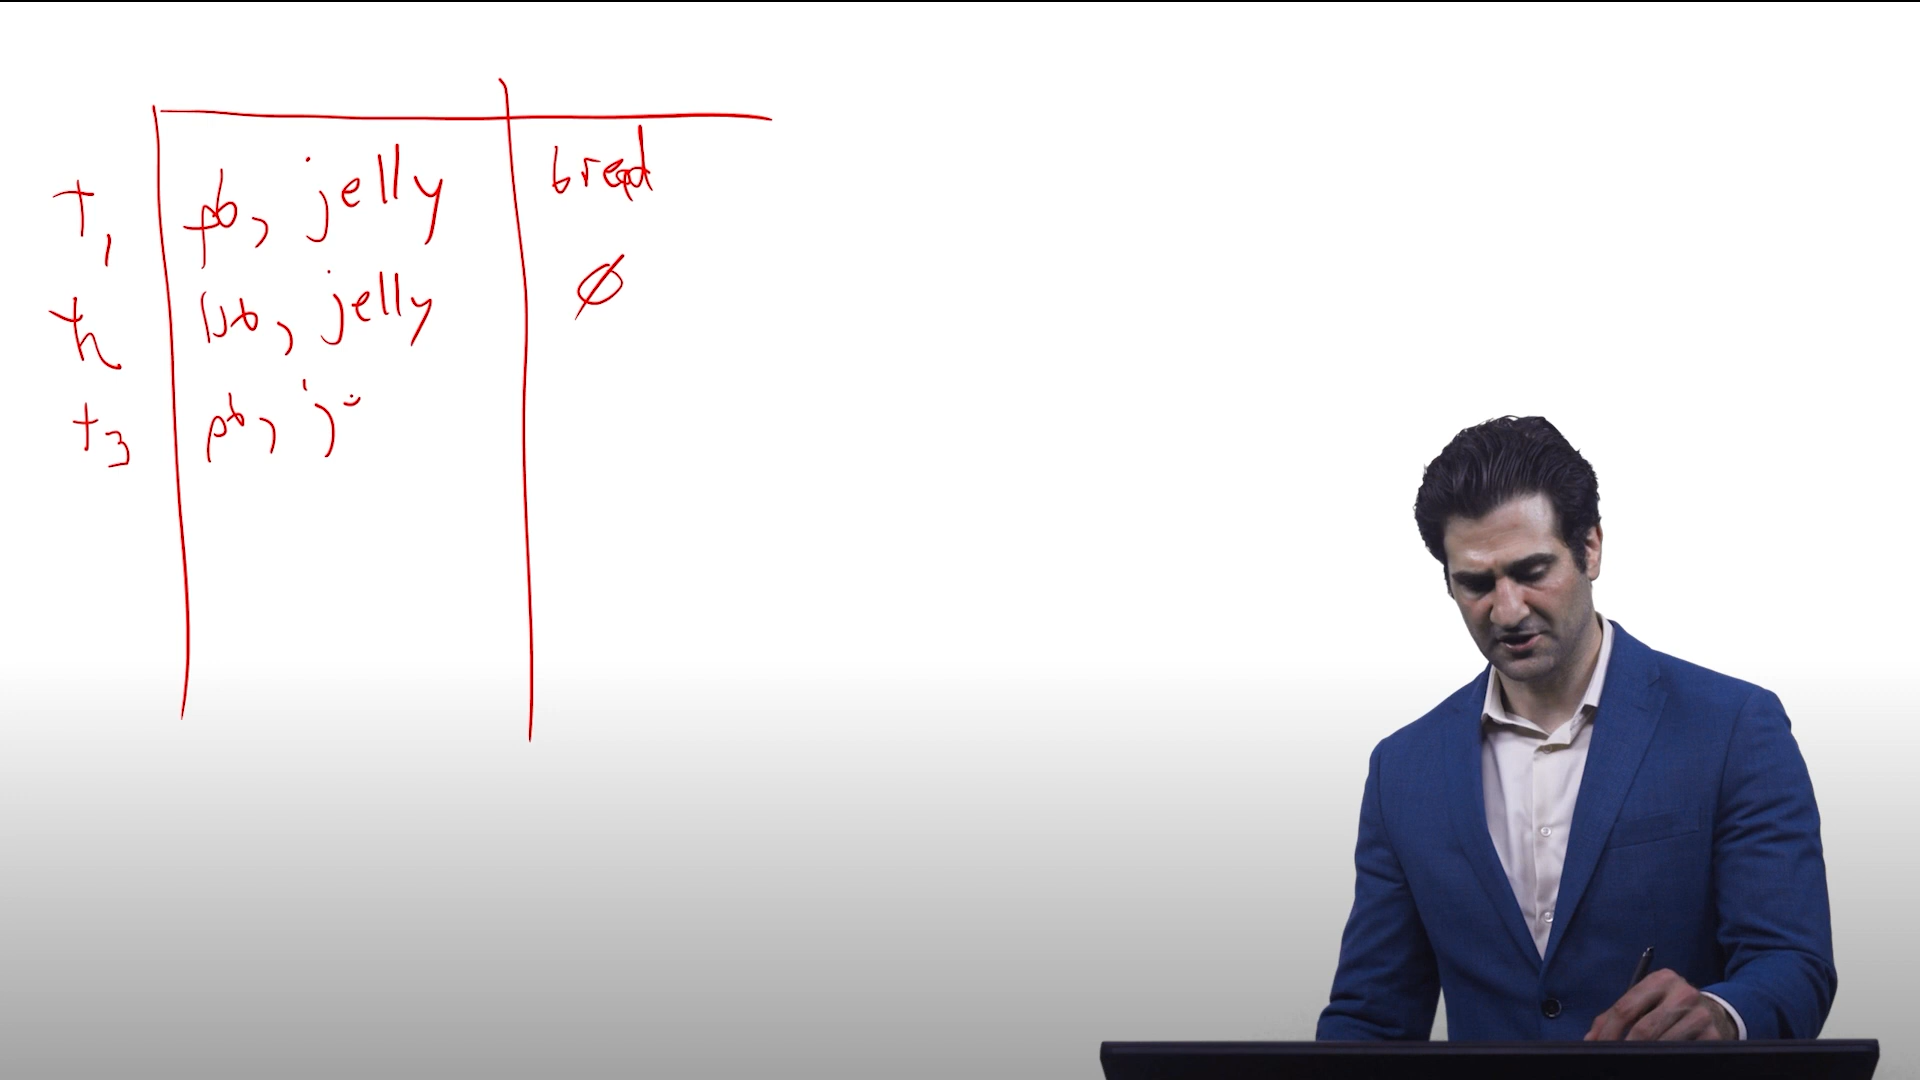 T1 pb, jelly bread
t2 pb, jelly ∅
t3 pb, j